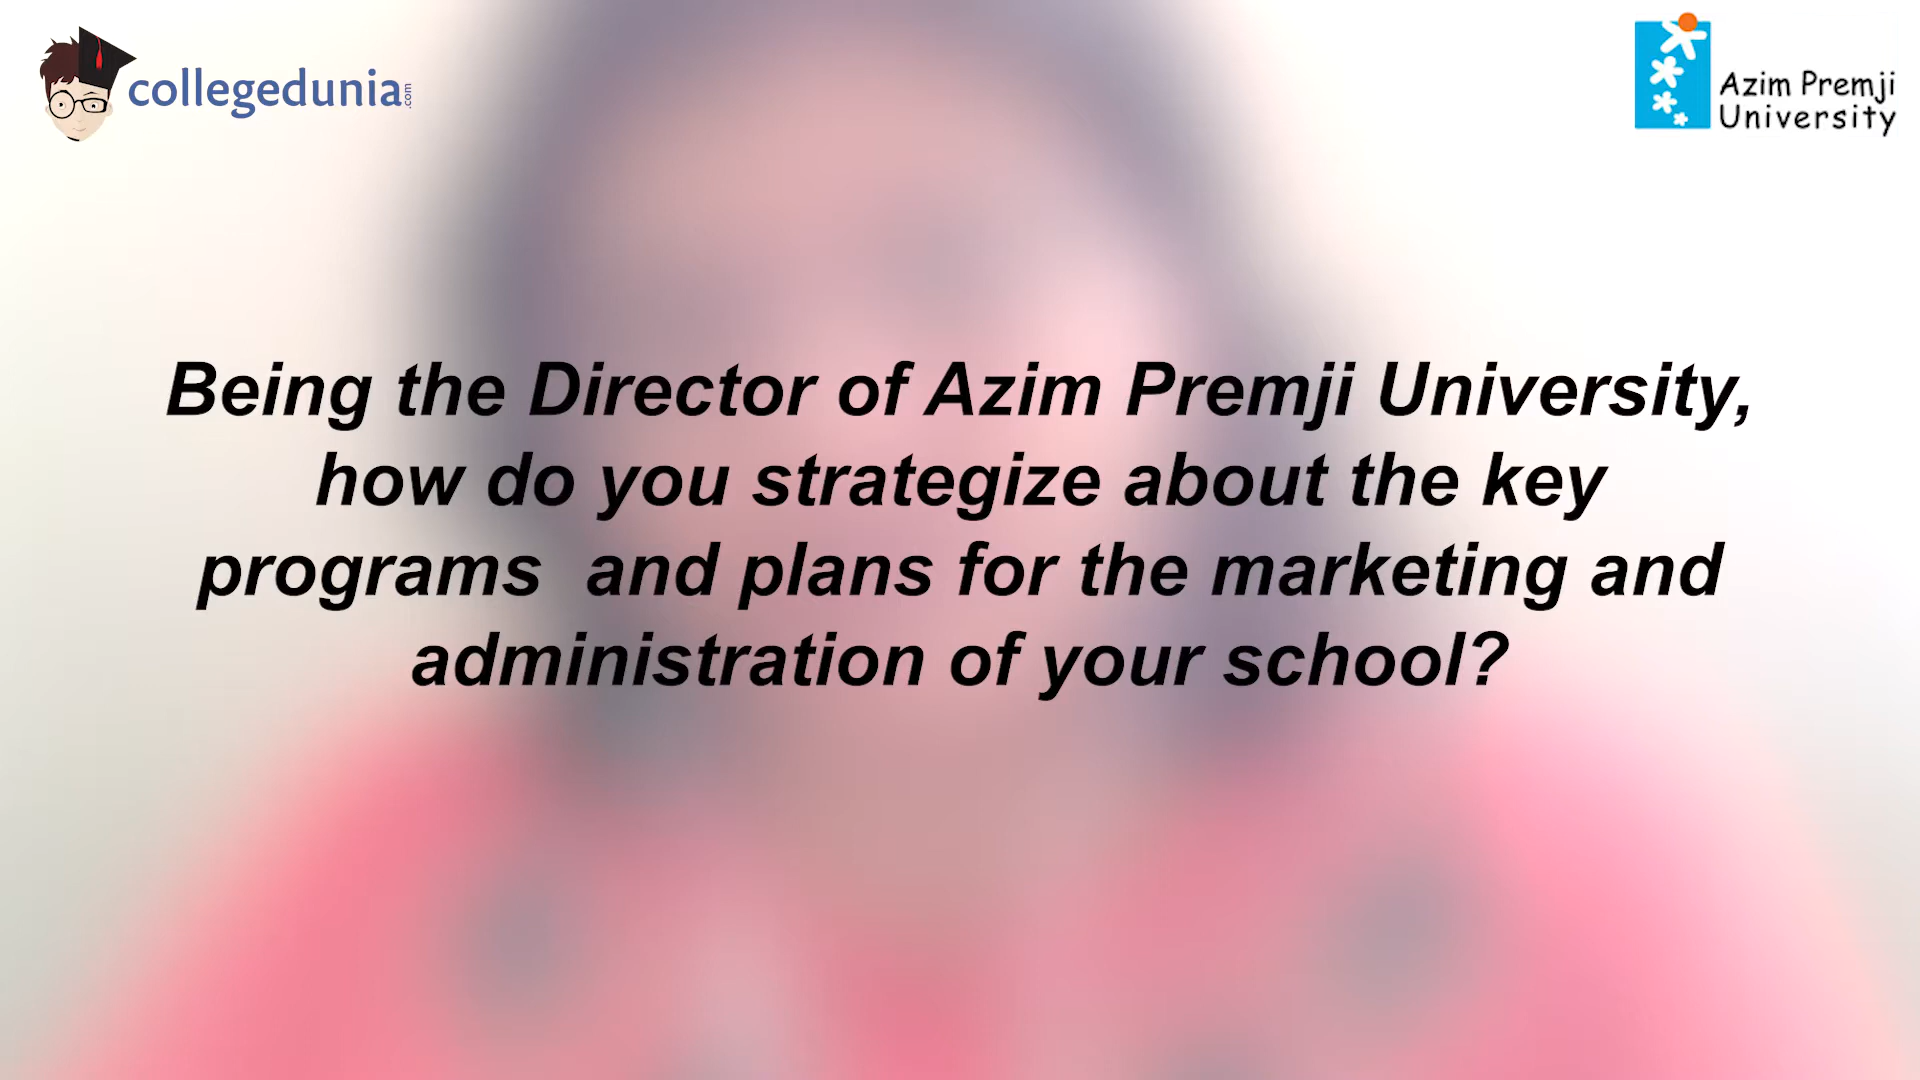 collegedunia.com
Azim Premji
University
Being the Director of Azim Premji University,
how do you strategize about the key
programs  and plans for the marketing and
administration of your school?